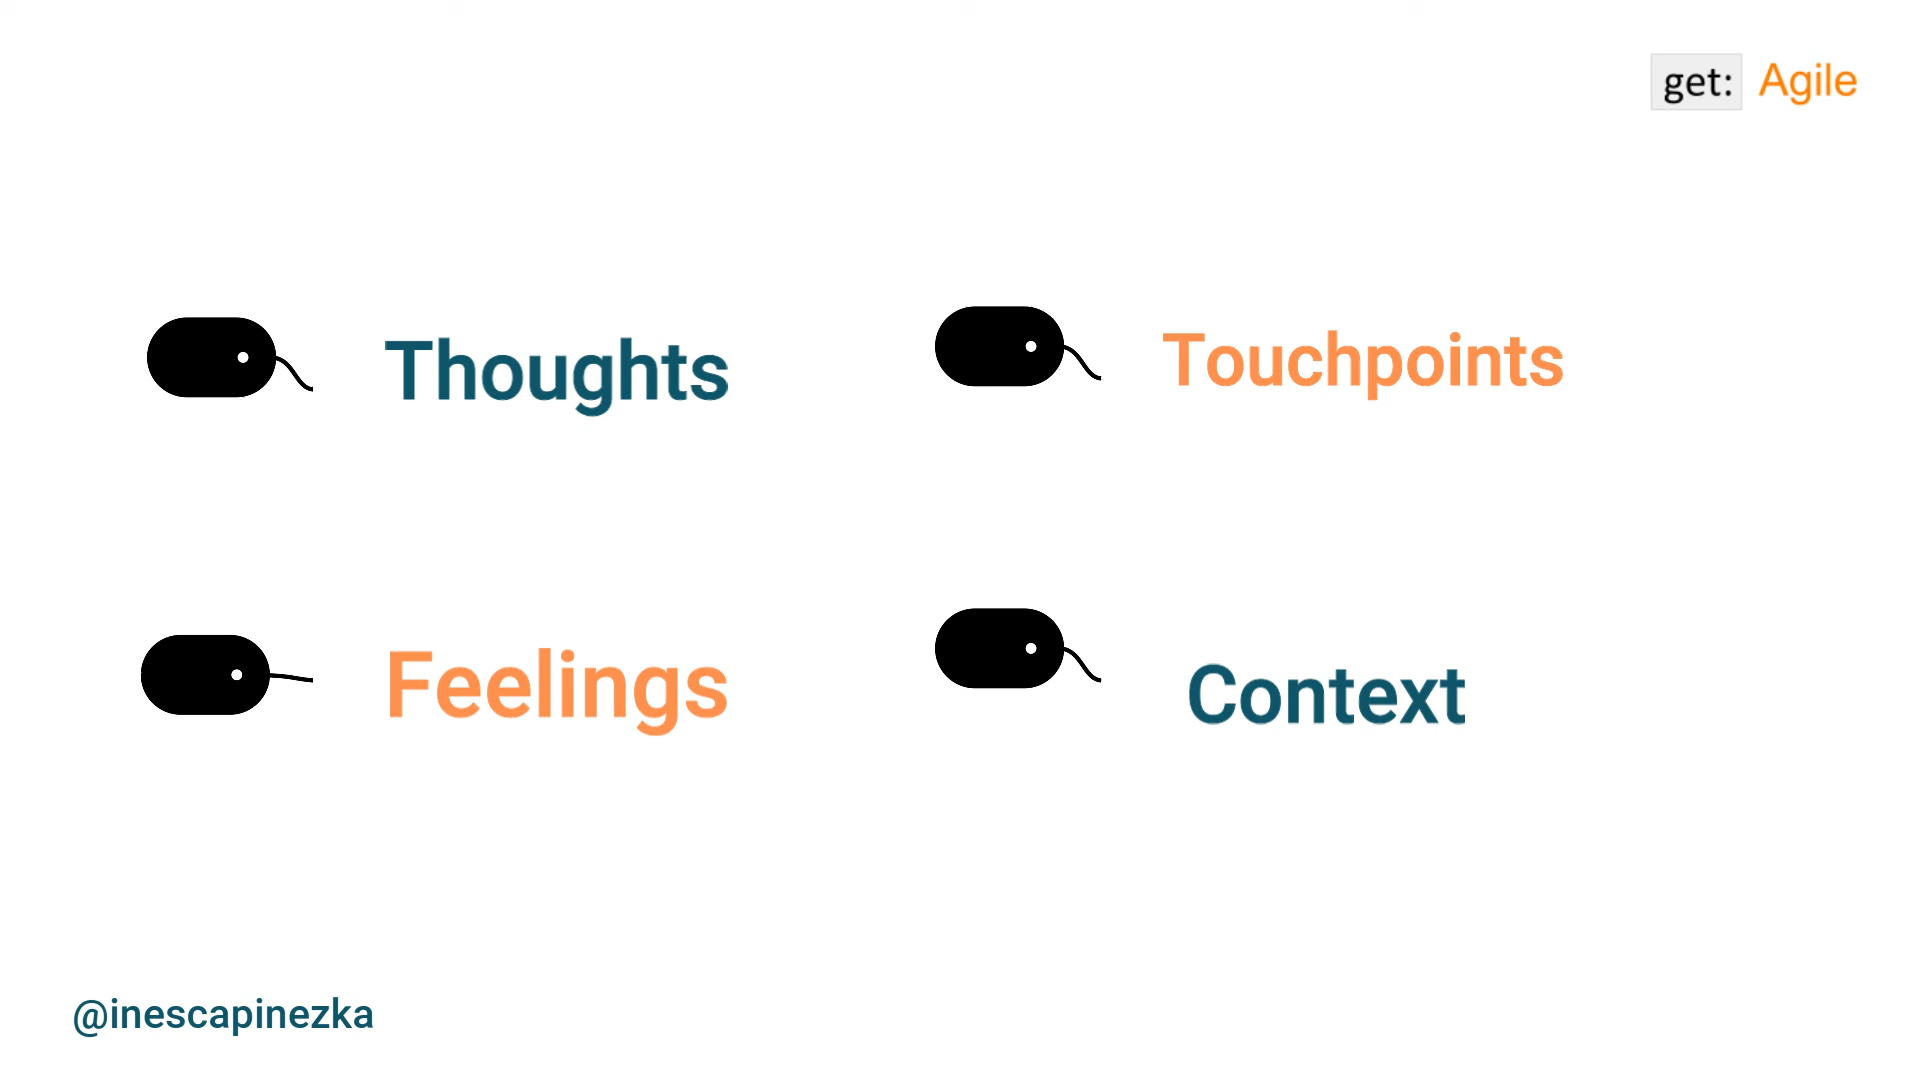 get: Agile
Thoughts
Touchpoints
Feelings
Context
@inescapinezka